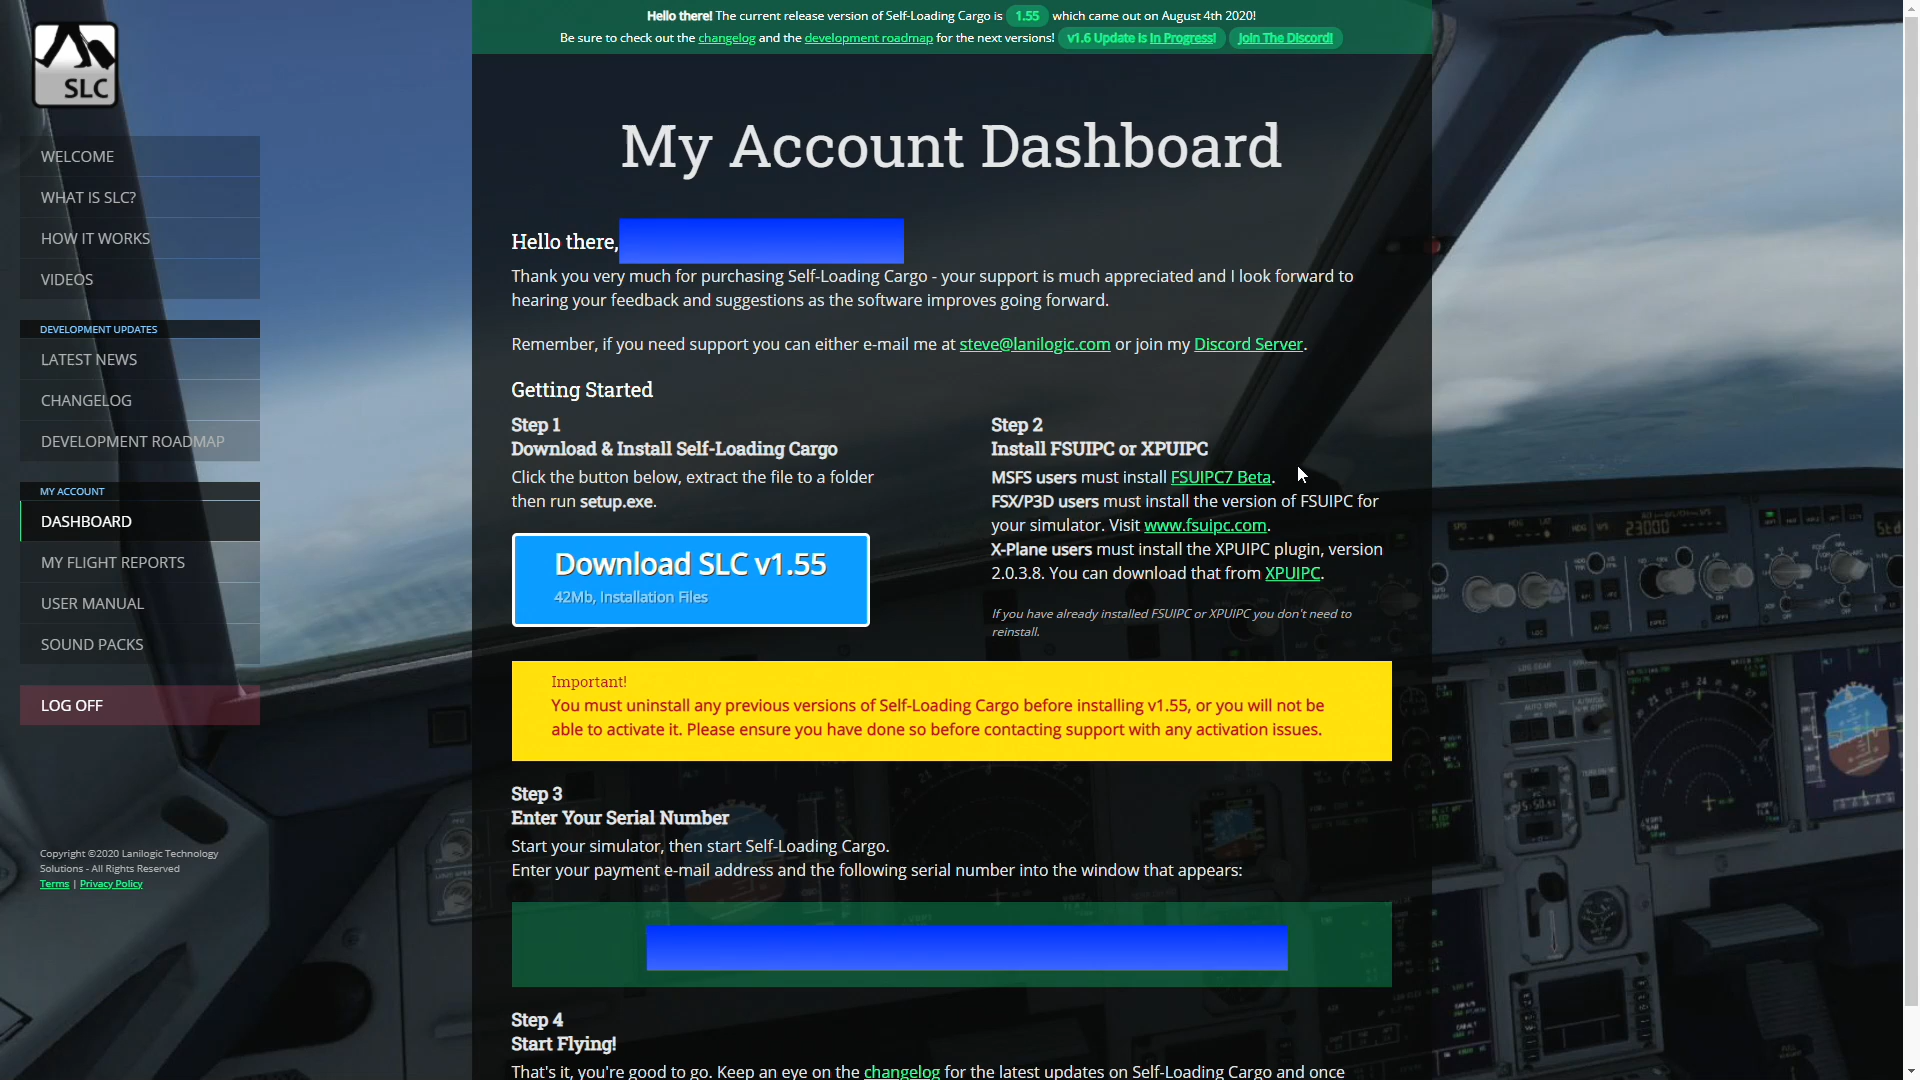 Hello there! The current release version of Self-Loading Cargo is 1.55 which came out on August 4th 2020!
Be sure to check out the changelog and the development roadmap for the next versions! v1.6 Update is In Progress! Join The Discord!
SLC
WELCOME
WHAT IS SLC?
HOW IT WORKS
VIDEOS
DEVELOPMENT UPDATES
LATEST NEWS
CHANGELOG
DEVELOPMENT ROADMAP
MY ACCOUNT
DASHBOARD
MY FLIGHT REPORTS
USER MANUAL
SOUND PACKS
LOG OFF
Copyright ©2020 Lanilogic Technology
Solutions - All Rights Reserved
Terms | Privacy Policy
My Account Dashboard
Hello there,
Thank you very much for purchasing Self-Loading Cargo - your support is much appreciated and I look forward to
hearing your feedback and suggestions as the software improves going forward.
Remember, if you need support you can either e-mail me at steve@lanilogic.com or join my Discord Server.
Getting Started
Step 1
Download & Install Self-Loading Cargo
Click the button below, extract the file to a folder
then run setup.exe.
Download SLC v1.55
42Mb, Installation Files
Step 2
Install FSUIPC or XPUIPC
MSFS users must install FSUIPC7 Beta.
FSX/P3D users must install the version of FSUIPC for
your simulator. Visit www.fsuipc.com.
X-Plane users must install the XPUIPC plugin, version
2.0.3.8. You can download that from XPUIPC.
If you have already installed FSUIPC or XPUIPC you don't need to
reinstall.
Important!
You must uninstall any previous versions of Self-Loading Cargo before installing v1.55, or you will not be
able to activate it. Please ensure you have done so before contacting support with any activation issues.
Step 3
Enter Your Serial Number
Start your simulator, then start Self-Loading Cargo.
Enter your payment e-mail address and the following serial number into the window that appears:
Step 4
Start Flying!
That's it, you're good to go. Keep an eye on the changelog for the latest updates on Self-Loading Cargo and once
23000